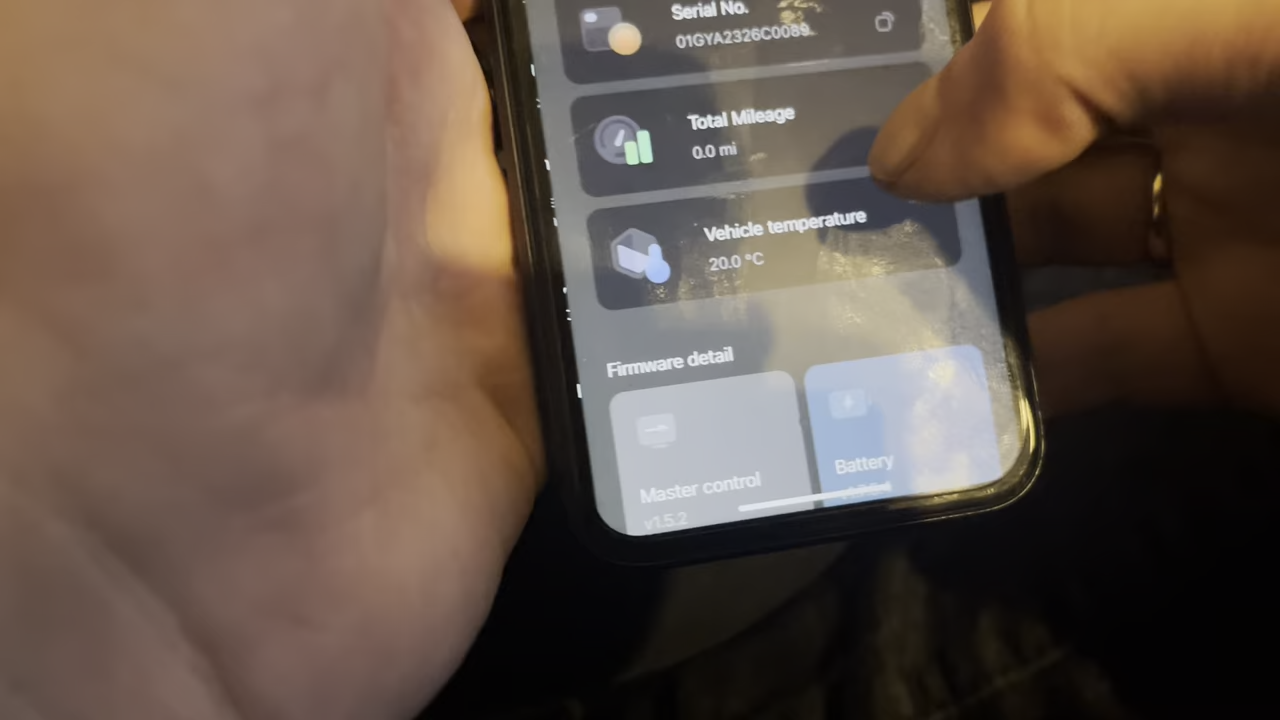 Serial No.
01GYA2326C0089
Total Mileage
0.0 mi
Vehicle temperature
20.0 °C
Firmware detail
Master control
v1.5.2
Battery